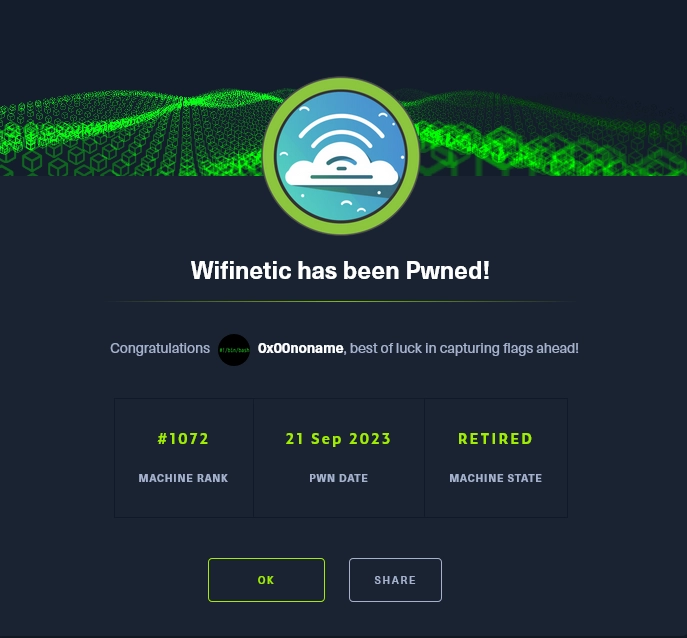 Wifinetic has been Pwned!
Congratulations #!/bin/bash 0x00noname, best of luck in capturing flags ahead!
#1072 21 Sep 2023 RETIRED
MACHINE RANK PWN DATE MACHINE STATE
OK SHARE